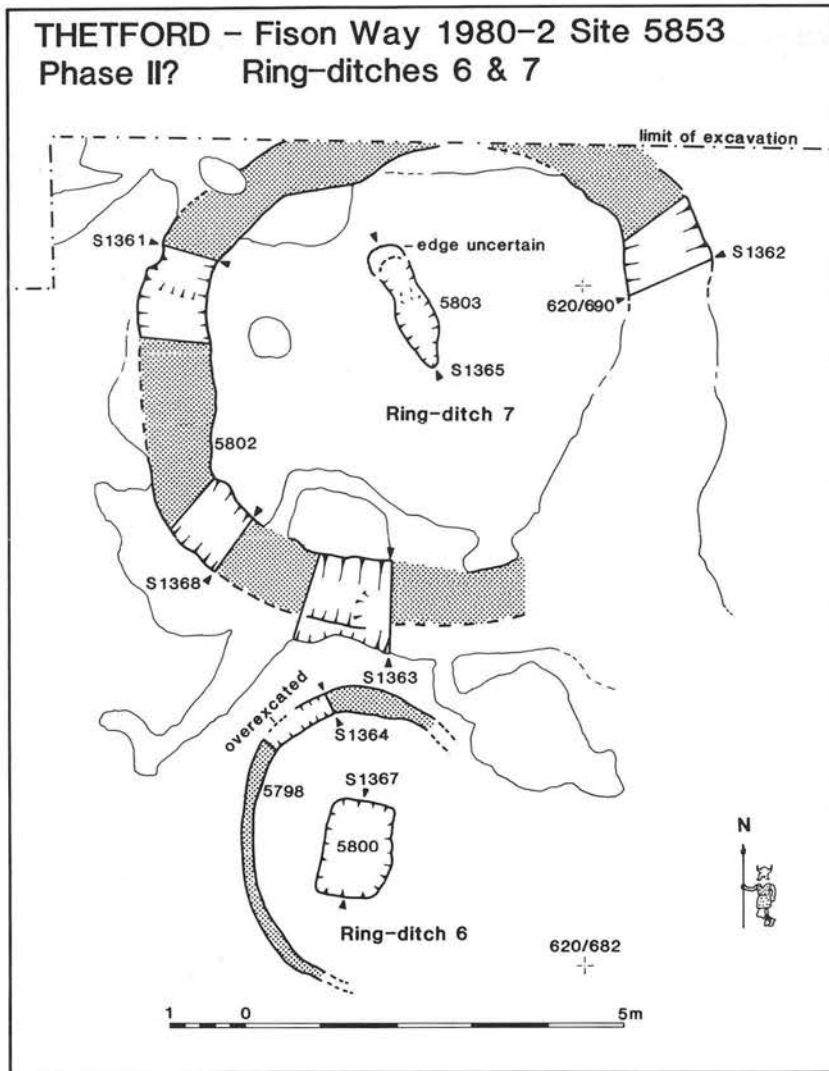 THETFORD – Fison Way 1980-2 Site 5853
Phase II? Ring-ditches 6 & 7
limit of excavation
S1361
edge uncertain
S1362
5803
620/690
S1365
Ring-ditch 7
5802
S1368
S1363
overexcated
S1364
5798
S1367
5800
N
Ring-ditch 6
620/682
1 0 5m